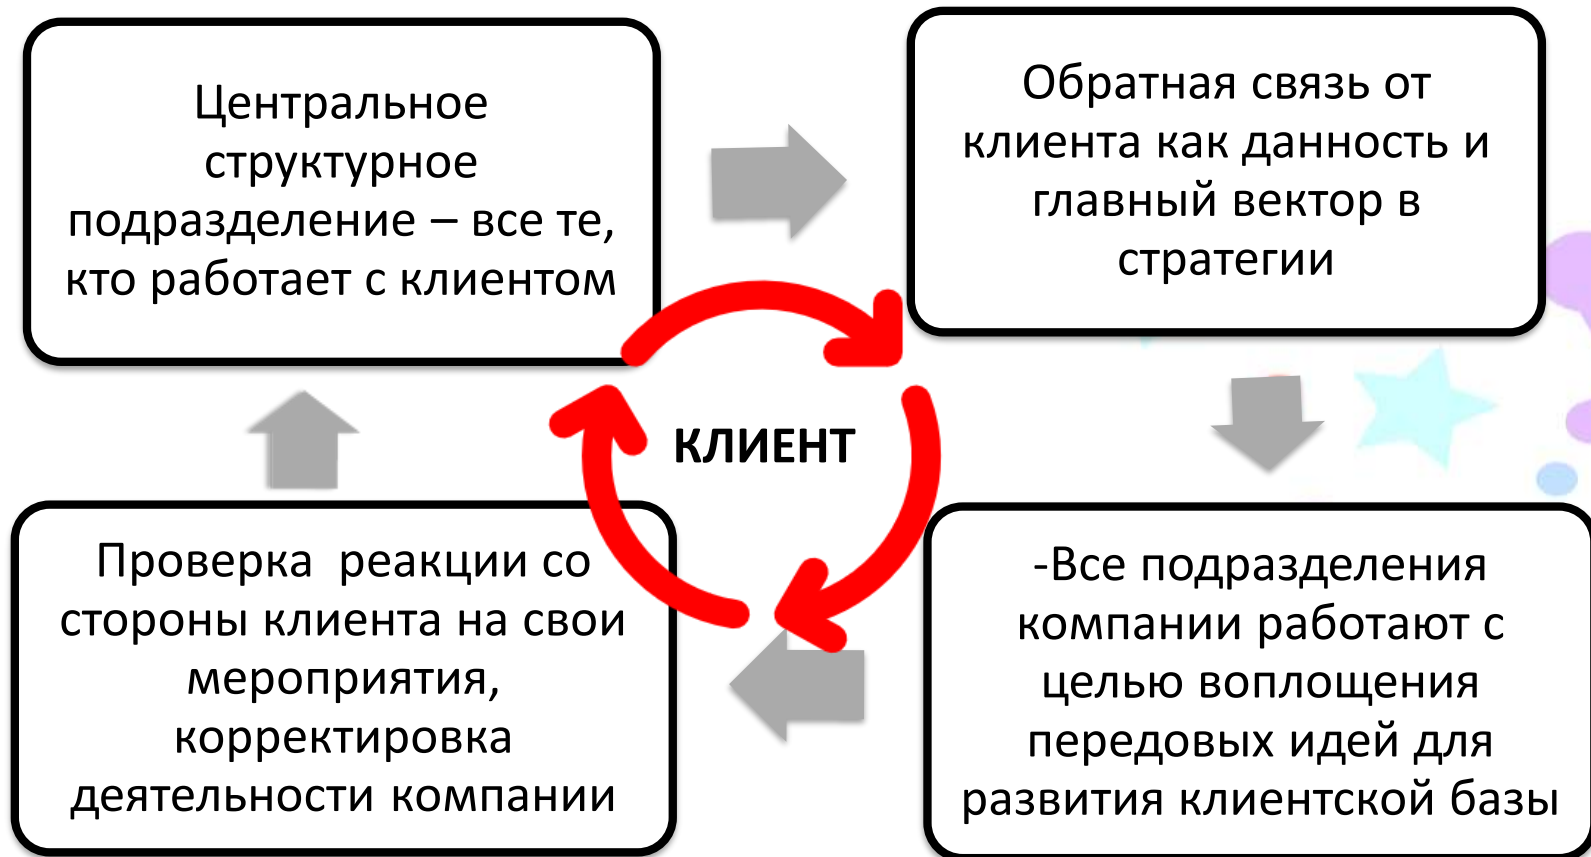 Центральное
структурное
подразделение – все те,
кто работает с клиентом
Обратная связь от
клиента как данность и
главный вектор в
стратегии
КЛИЕНТ
Проверка  реакции со
стороны клиента на свои
мероприятия,
корректировка
деятельности компании
-Все подразделения
компании работают с
целью воплощения
передовых идей для
развития клиентской базы